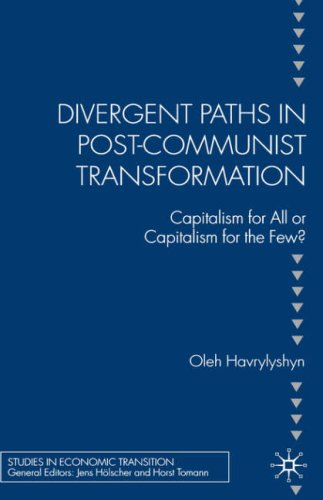 DIVERGENT PATHS IN
POST-COMMUNIST
TRANSFORMATION
Capitalism for All or
Capitalism for the Few?
Oleh Havrylyshyn
STUDIES IN ECONOMIC TRANSITION
General Editors: Jens Hölscher and Horst Tomann